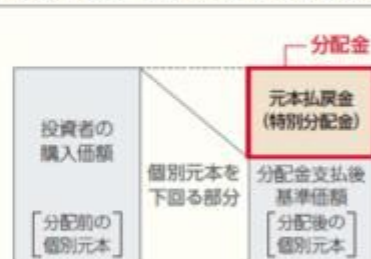 分配金
元本払戻金
(特別分配金)
投資者の
購入価額
個別元本を
下回る部分
分配金支払後
基準価額
[分配前の
個別元本]
[分配後の
個別元本]